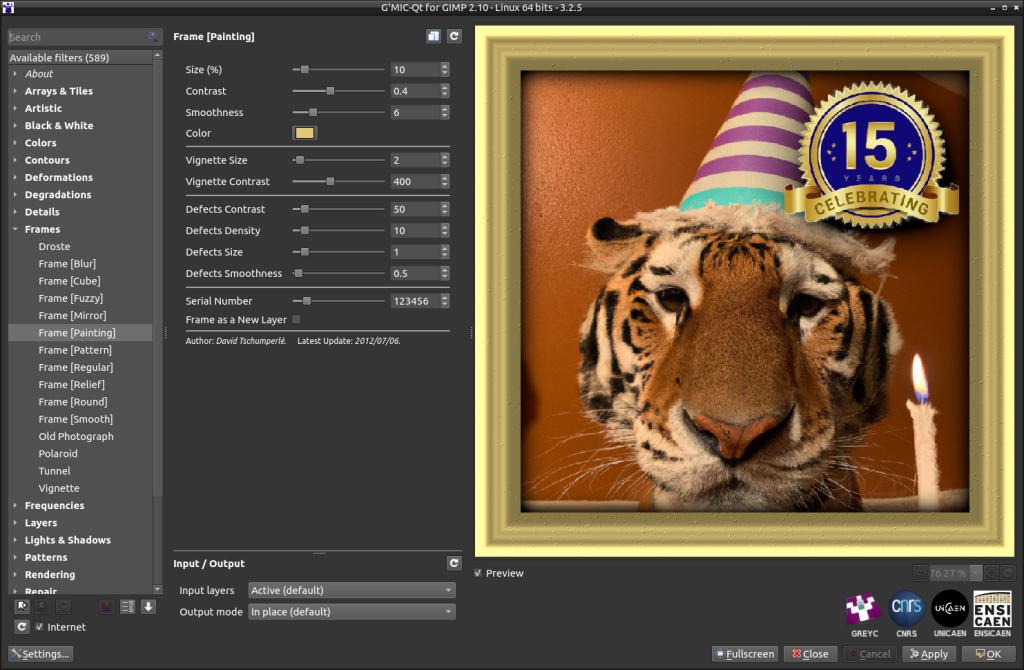 G'MIC-Qt for GIMP 2.10 - Linux 64 bits - 3.2.5
Search
Available filters (589)
About
Arrays & Tiles
Artistic
Black & White
Colors
Contours
Deformations
Degradations
Details
Frames
Droste
Frame [Blur]
Frame [Cube]
Frame [Fuzzy]
Frame [Mirror]
Frame [Painting]
Frame [Pattern]
Frame [Regular]
Frame [Relief]
Frame [Round]
Frame [Smooth]
Old Photograph
Polaroid
Tunnel
Vignette
Frequencies
Layers
Lights & Shadows
Patterns
Rendering
Repair
Internet
Settings...
Frame [Painting]
Size (%) 10
Contrast 0.4
Smoothness 6
Color
Vignette Size 2
Vignette Contrast 400
Defects Contrast 50
Defects Density 10
Defects Size 1
Defects Smoothness 0.5
Serial Number 123456
Frame as a New Layer
Author: David Tschumperlé. Latest Update: 2012/07/06.
Input / Output
Input layers Active (default)
Output mode In place (default)
15
YEARS
CELEBRATING
Preview
76.27 %
cnrs
UNICAEN
ENSI
CAEN
GREYC CNRS UNICAEN ENSICAEN
Fullscreen Close Cancel Apply OK